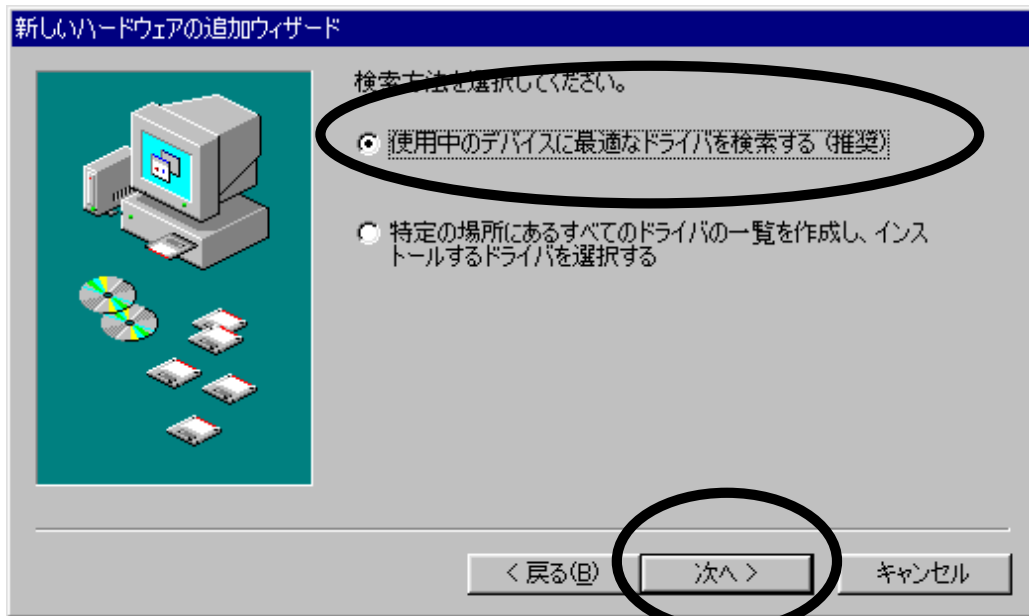 新しいハードウェアの追加ウィザード
検索方法を選択してください。
使用中のデバイスに最適なドライバを検索する (推奨)
特定の場所にあるすべてのドライバの一覧を作成し、インス
トールするドライバを選択する
< 戻る(B)
次へ >
キャンセル